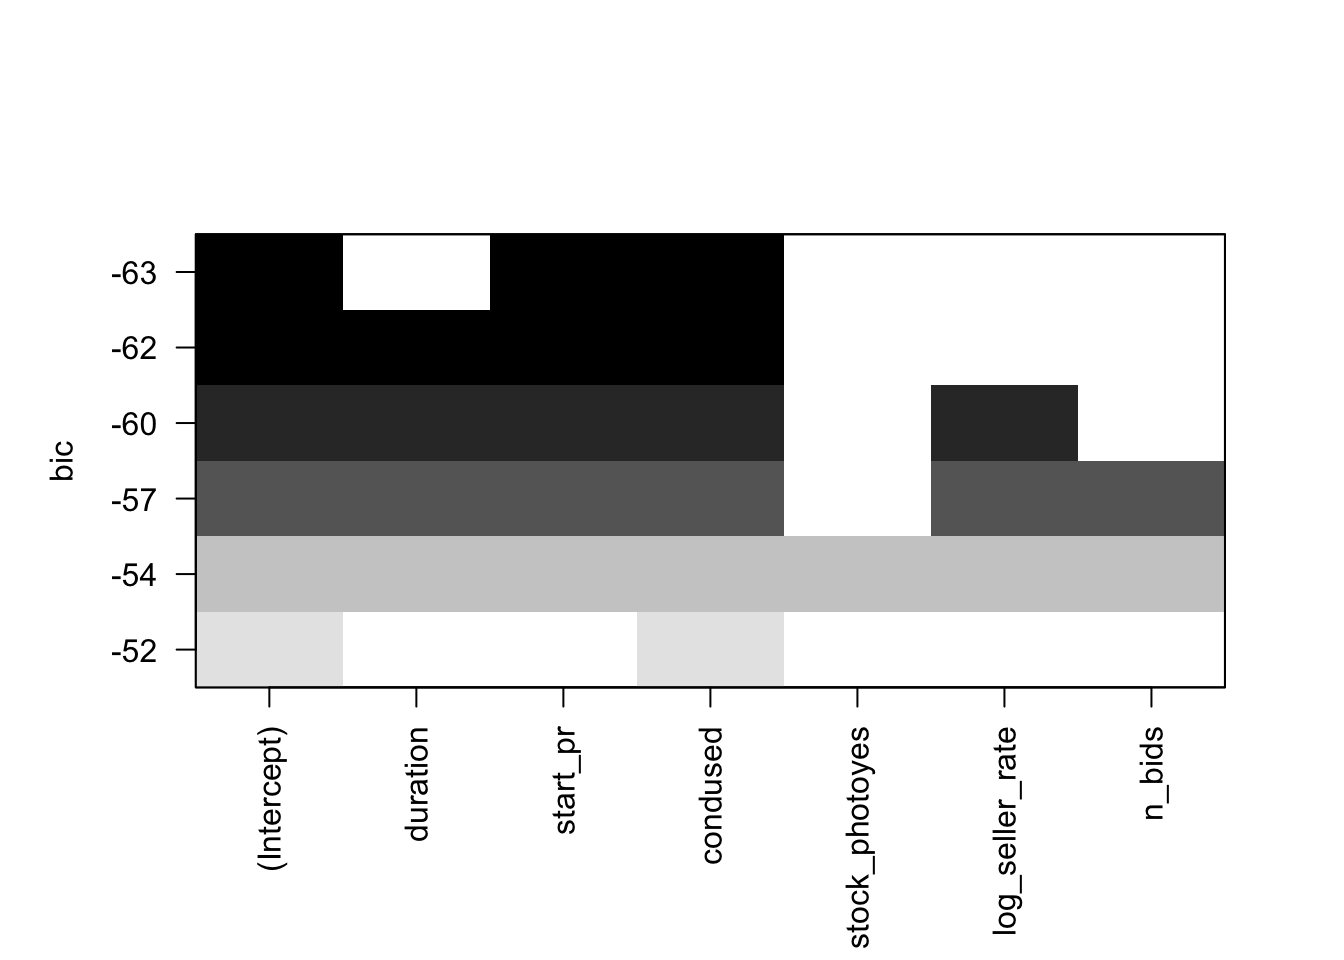 bic
-63
-62
-60
-57
-54
-52
(Intercept)
duration
start_pr
condused
stock_photoyes
log_seller_rate
n_bids